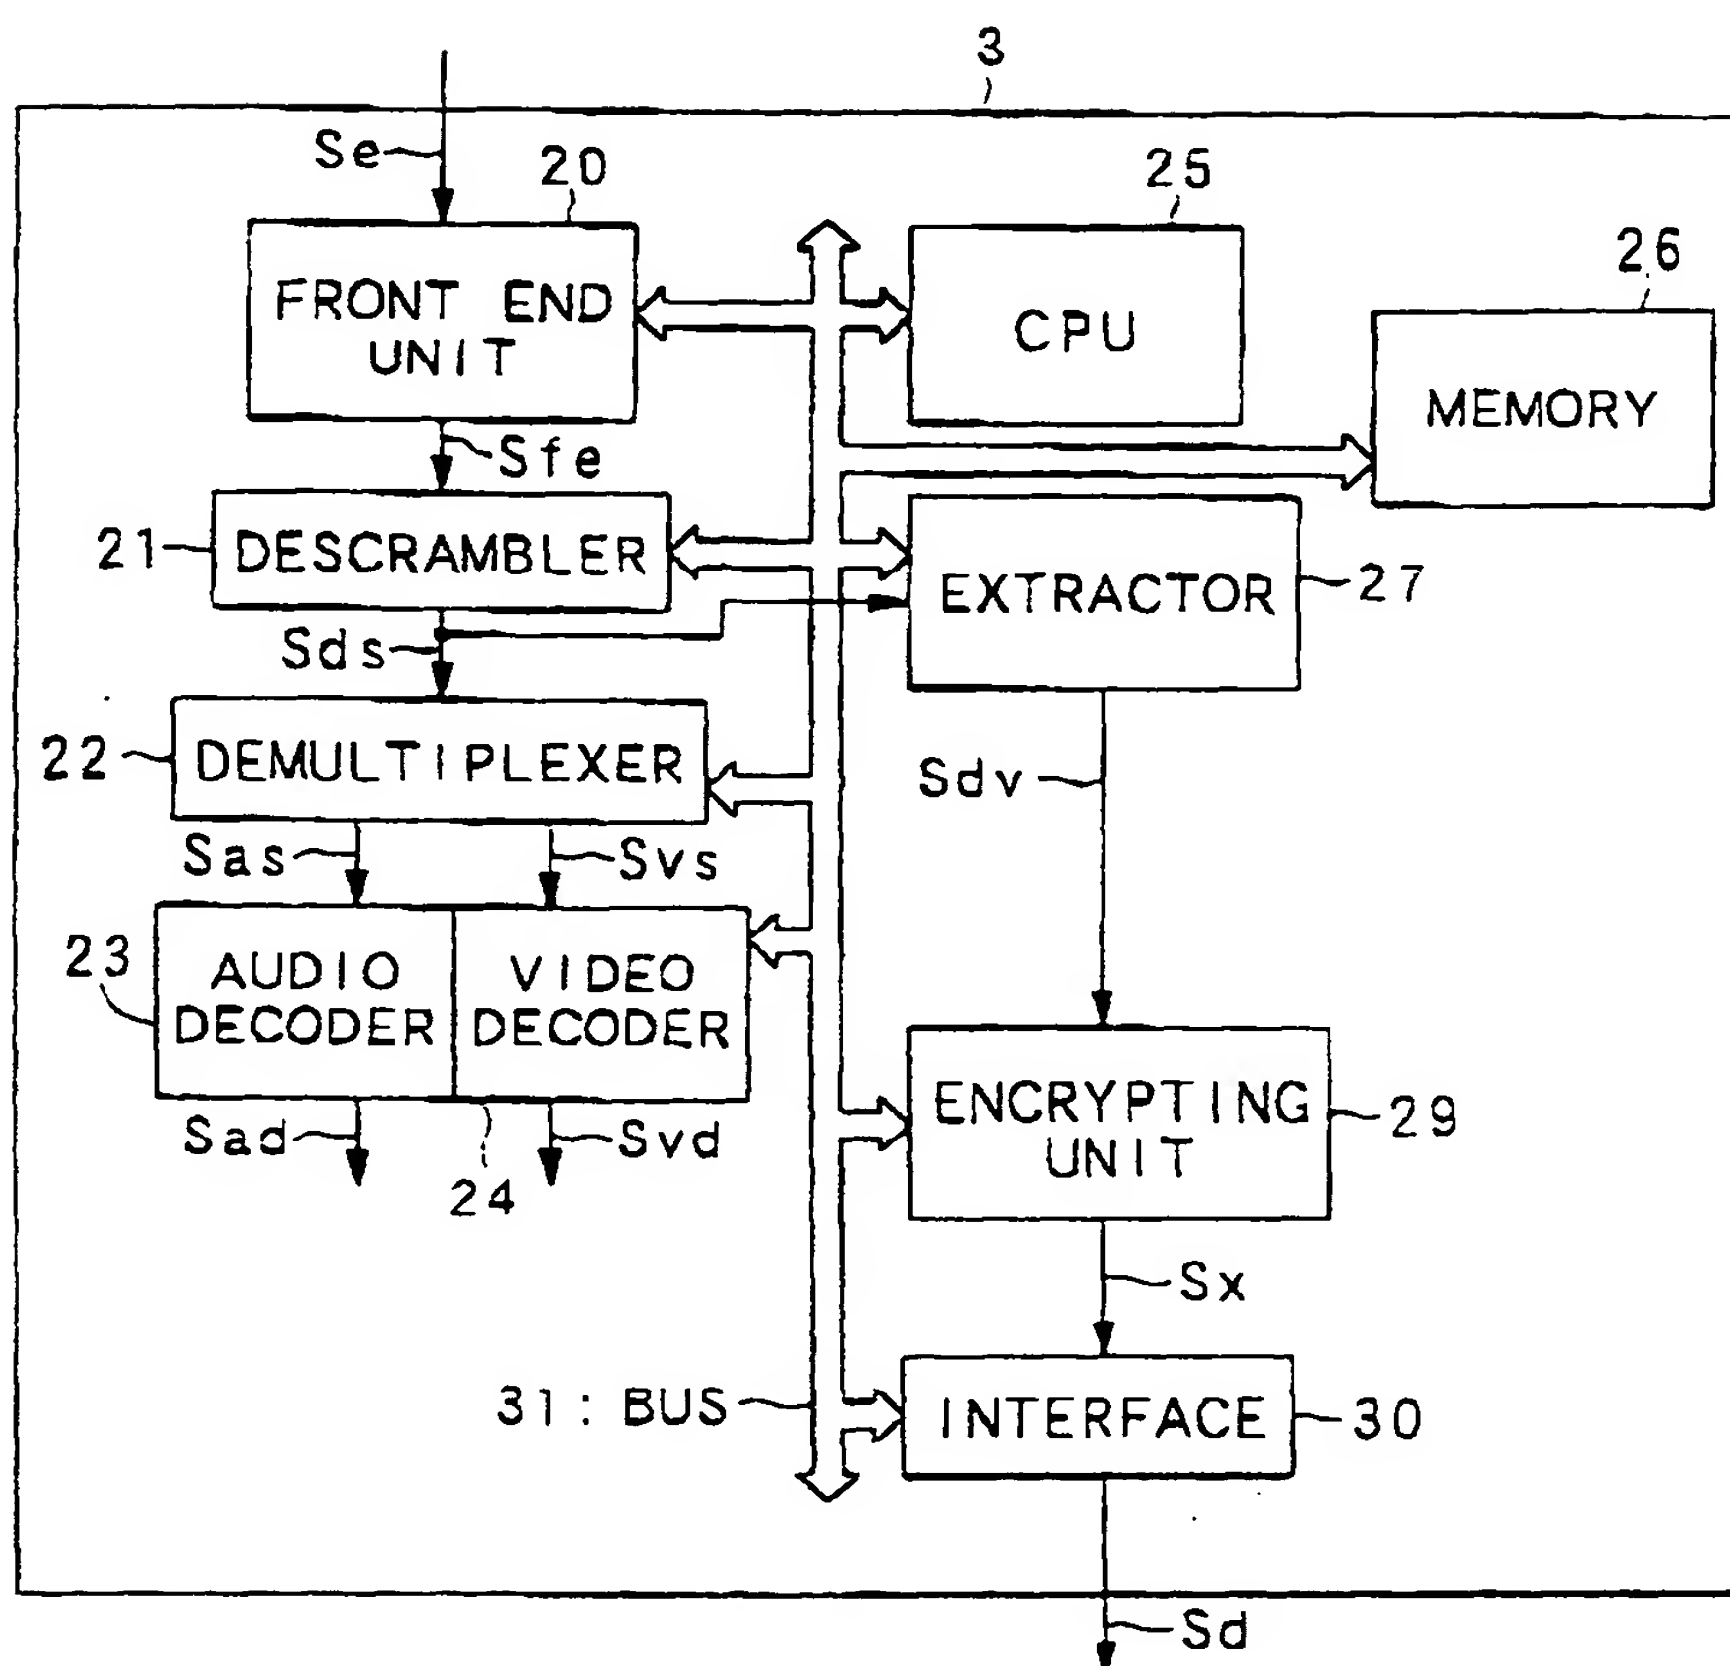 3
Se
20
25
26
FRONT END
UNIT
CPU
MEMORY
Sfe
21
DESCRAMBLER
EXTRACTOR
27
Sds
22
DEMULTIPLEXER
Sdv
Sas
Svs
23
AUDIO
DECODER
VIDEO
DECODER
ENCRYPTING
UNIT
29
Sad
Svd
24
Sx
31: BUS
INTERFACE
30
Sd